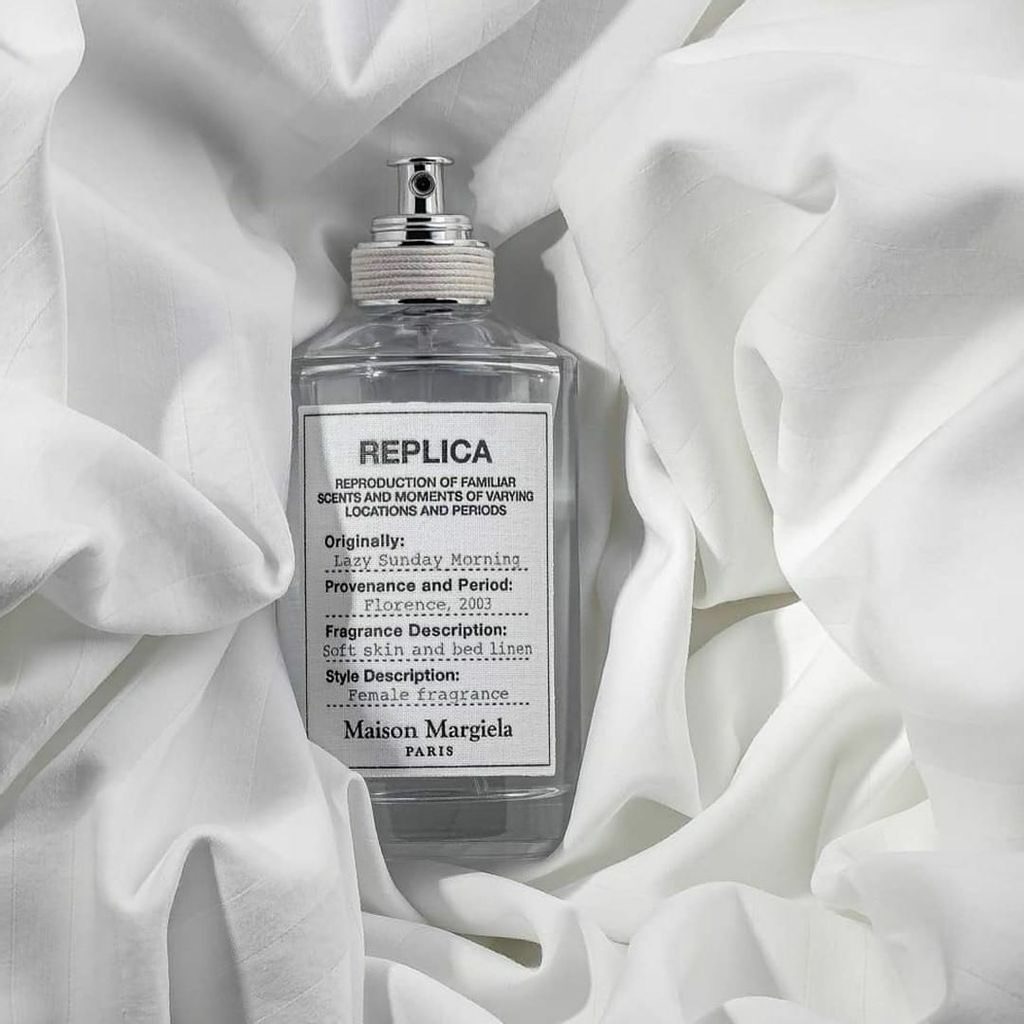 REPLICA
REPRODUCTION OF FAMILIAR
SCENTS AND MOMENTS OF VARYING
LOCATIONS AND PERIODS
Originally:
Lazy Sunday Morning
Provenance and Period:
Florence, 2003
Fragrance Description:
Soft skin and bed linen
Style Description:
Female fragrance
Maison Margiela
PARIS